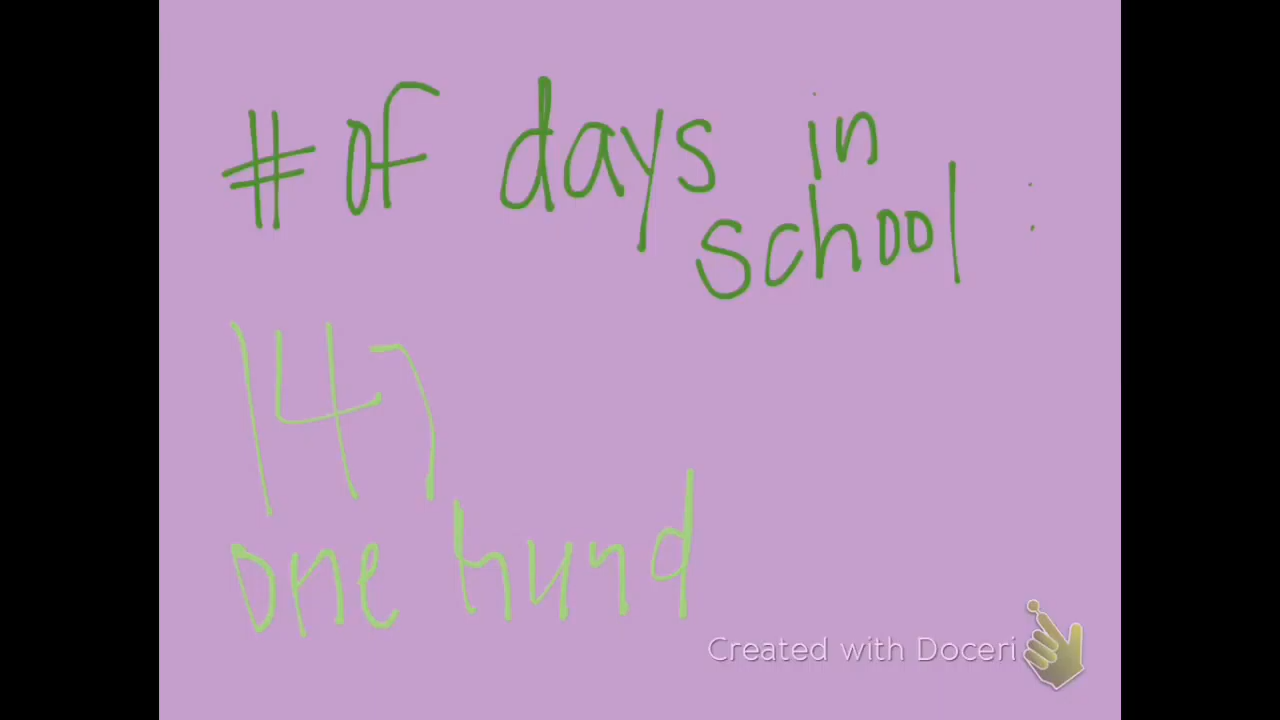 # of days in
school :
147
one hund
Created with Doceri